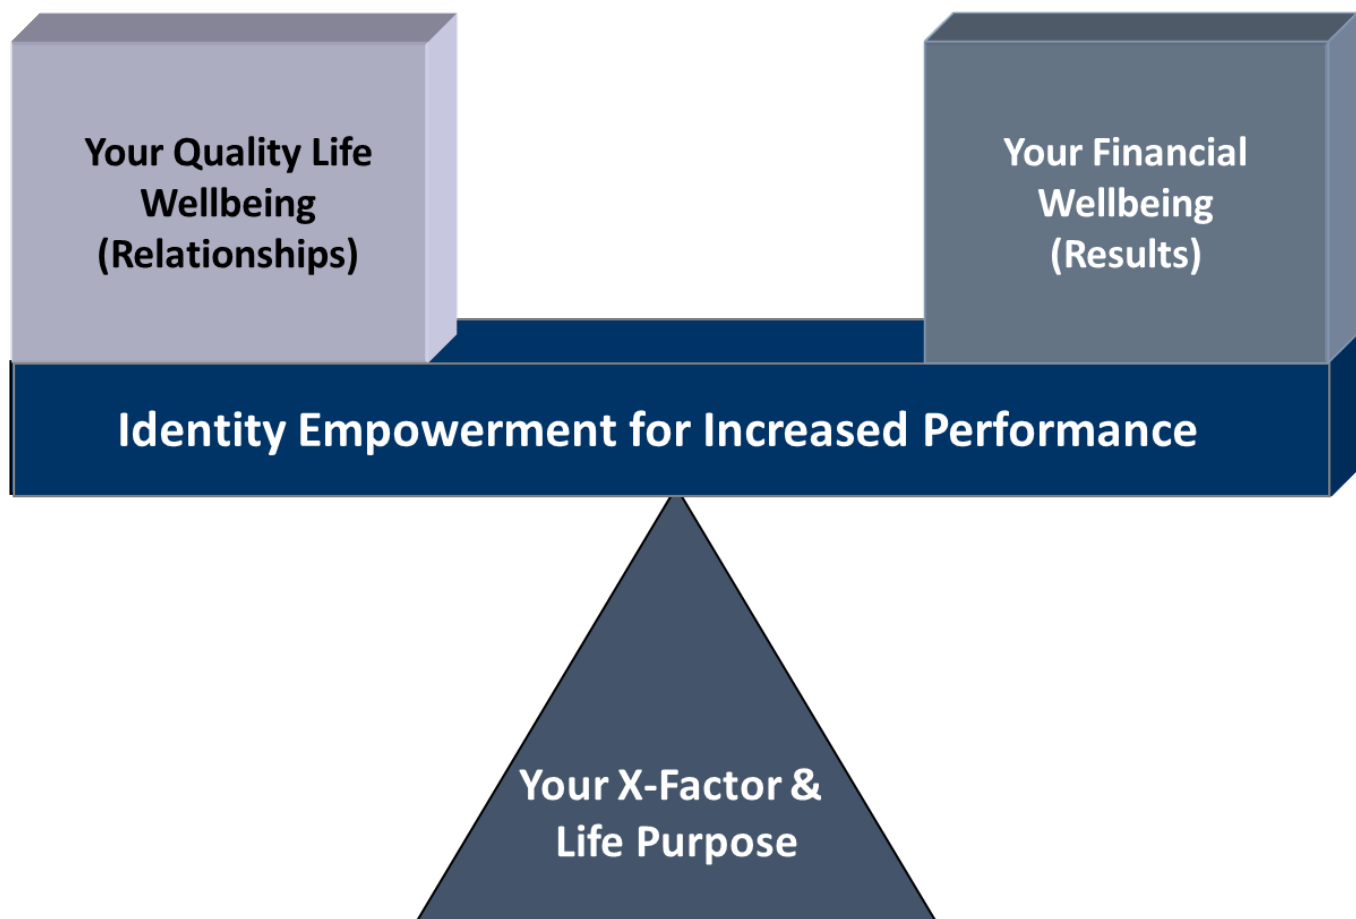 Your Quality Life
Wellbeing
(Relationships)
Your Financial
Wellbeing
(Results)
Identity Empowerment for Increased Performance
Your X-Factor &
Life Purpose